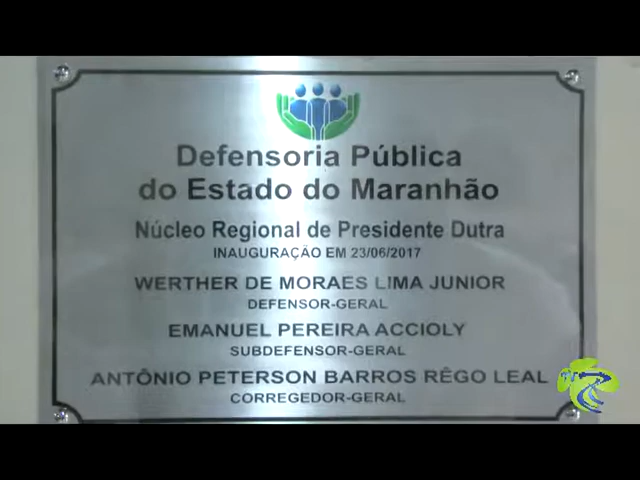 Defensoria Pública
do Estado do Maranhão
Núcleo Regional de Presidente Dutra
INAUGURAÇÃO EM 23/06/2017
WERTHER DE MORAES LIMA JUNIOR
DEFENSOR-GERAL
EMANUEL PEREIRA ACCIOLY
SUBDEFENSOR-GERAL
ANTÔNIO PETERSON BARROS RÊGO LEAL
CORREGEDOR-GERAL